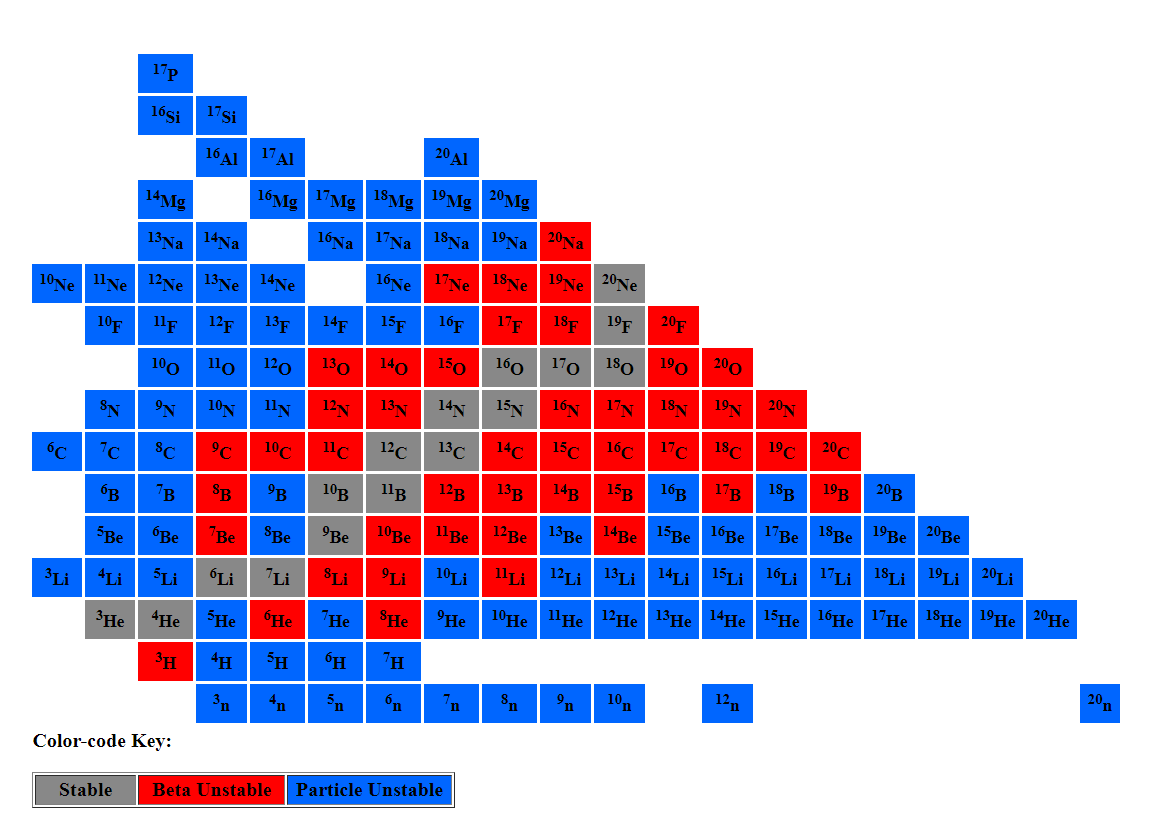 17P
16Si 17Si
16Al 17Al 20Al
14Mg 16Mg 17Mg 18Mg 19Mg 20Mg
13Na 14Na 16Na 17Na 18Na 19Na 20Na
10Ne 11Ne 12Ne 13Ne 14Ne 16Ne 17Ne 18Ne 19Ne 20Ne
10F 11F 12F 13F 14F 15F 16F 17F 18F 19F 20F
10O 11O 12O 13O 14O 15O 16O 17O 18O 19O 20O
8N 9N 10N 11N 12N 13N 14N 15N 16N 17N 18N 19N 20N
6C 7C 8C 9C 10C 11C 12C 13C 14C 15C 16C 17C 18C 19C 20C
6B 7B 8B 9B 10B 11B 12B 13B 14B 15B 16B 17B 18B 19B 20B
5Be 6Be 7Be 8Be 9Be 10Be 11Be 12Be 13Be 14Be 15Be 16Be 17Be 18Be 19Be 20Be
3Li 4Li 5Li 6Li 7Li 8Li 9Li 10Li 11Li 12Li 13Li 14Li 15Li 16Li 17Li 18Li 19Li 20Li
3He 4He 5He 6He 7He 8He 9He 10He 11He 12He 13He 14He 15He 16He 17He 18He 19He 20He
3H 4H 5H 6H 7H
3n 4n 5n 6n 7n 8n 9n 10n 12n 20n
Color-code Key:
Stable Beta Unstable Particle Unstable